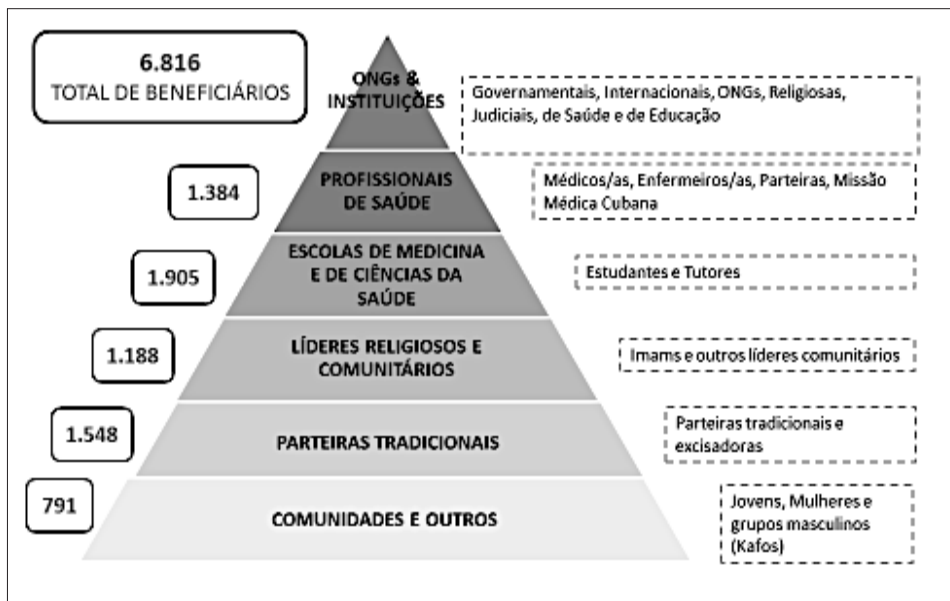 6.816
TOTAL DE BENEFICIÁRIOS
ONGs &
INSTITUIÇÕES
Governamentais, Internacionais, ONGs, Religiosas,
Judiciais, de Saúde e de Educação
1.384
PROFISSIONAIS
DE SAÚDE
Médicos/as, Enfermeiros/as, Parteiras, Missão
Médica Cubana
1.905
ESCOLAS DE MEDICINA
E DE CIÊNCIAS DA
SAÚDE
Estudantes e Tutores
1.188
LÍDERES RELIGIOSOS E
COMUNITÁRIOS
Imams e outros líderes comunitários
1.548
PARTEIRAS TRADICIONAIS
Parteiras tradicionais e
excisadoras
791
COMUNIDADES E OUTROS
Jovens, Mulheres e
grupos masculinos
(Kafos)